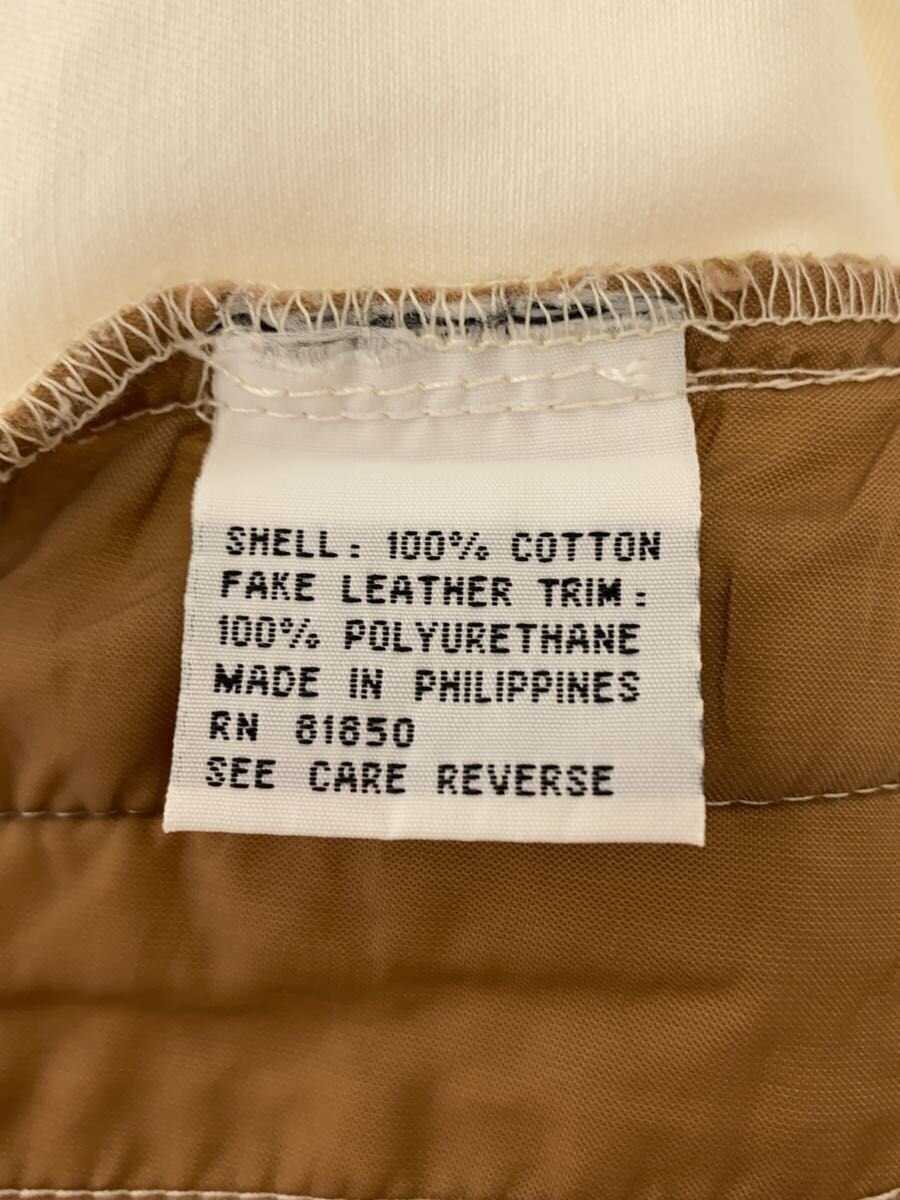 SHELL: 100% COTTON
FAKE LEATHER TRIM:
100% POLYURETHANE
MADE IN PHILIPPINES
RN 81850
SEE CARE REVERSE